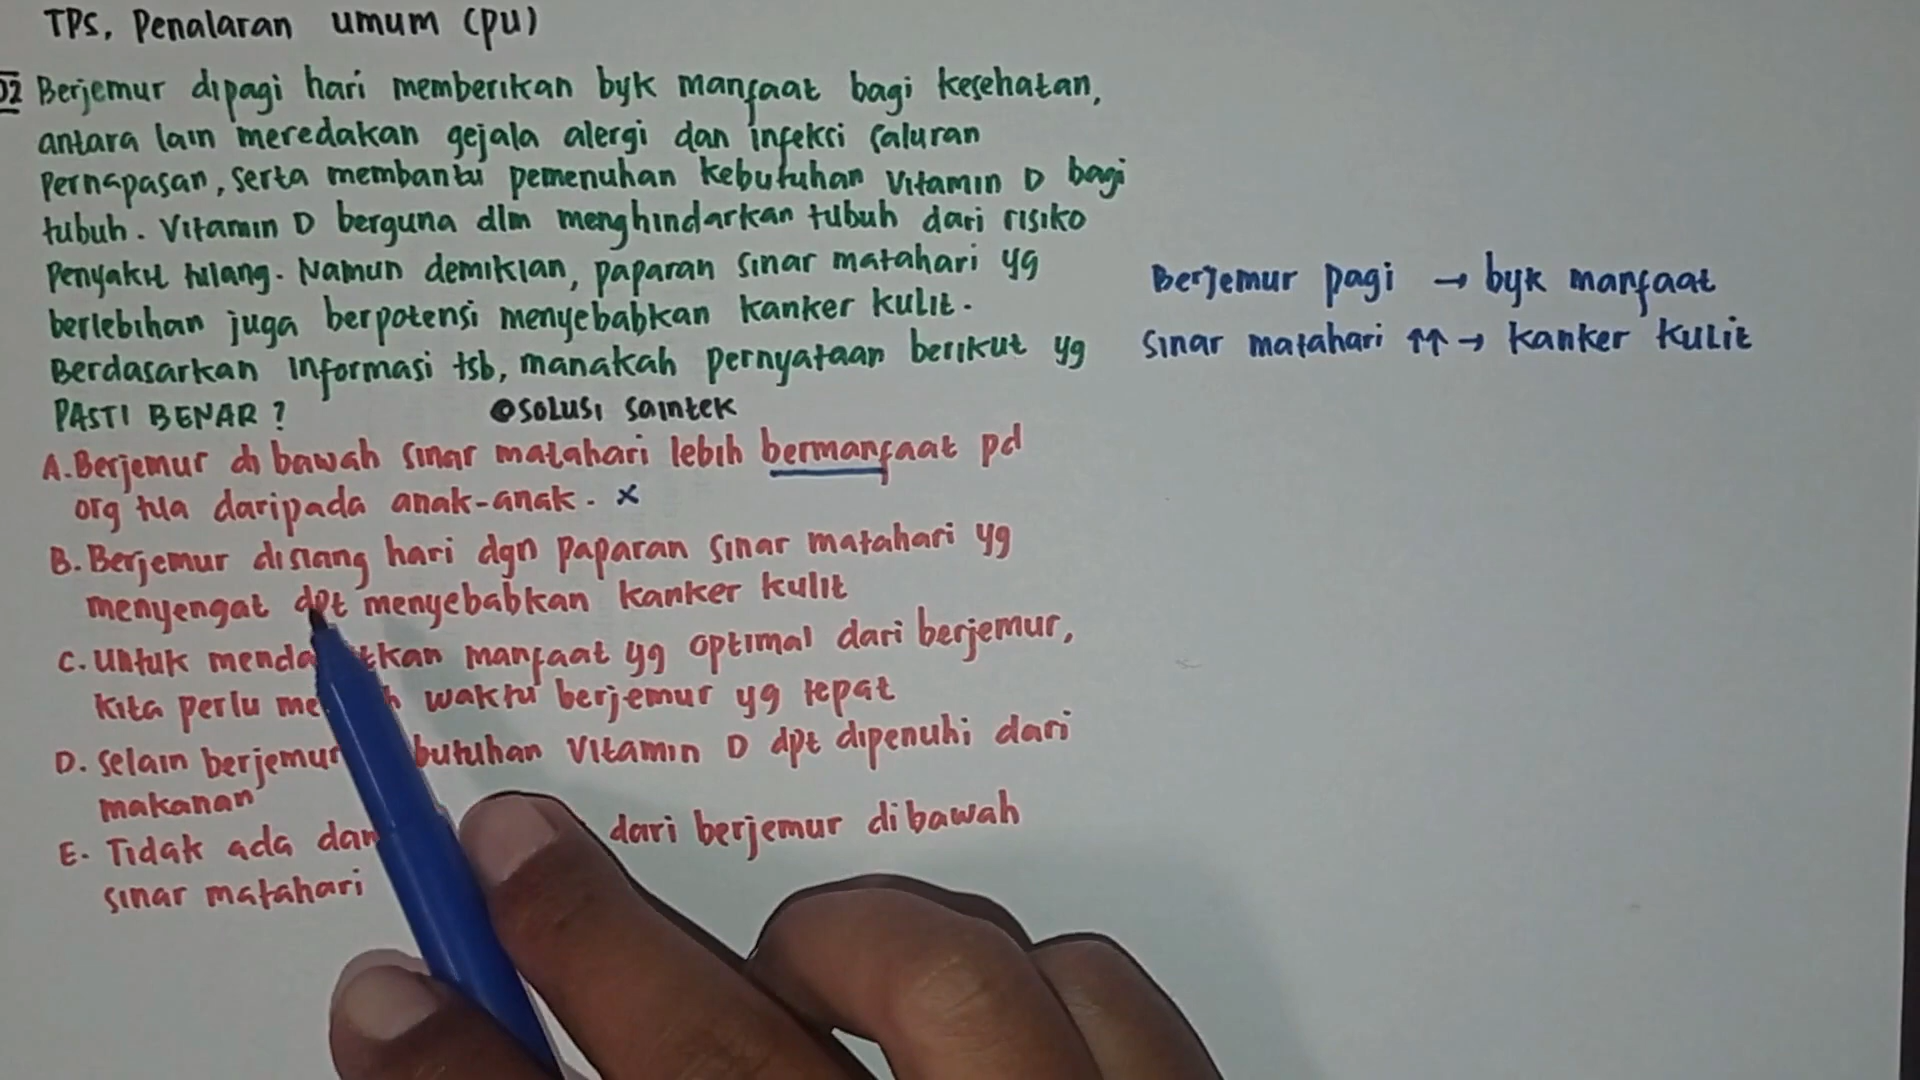 TPS, Penalaran umum (PU)
02 Berjemur dipagi hari memberikan byk manfaat bagi kesehatan,
antara lain meredakan gejala alergi dan infeksi saluran
pernapasan, serta membantu pemenuhan kebutuhan vitamin D bagi
tubuh. Vitamin D berguna dlm menghindarkan tubuh dari risiko
penyakit tulang. Namun demikian, paparan sinar matahari yg
berlebihan juga berpotensi menyebabkan kanker kulit.
Berdasarkan informasi tsb, manakah pernyataan berikut yg
PASTI BENAR?
@SOLUSI SAINTEK
Berjemur pagi → byk manfaat
Sinar matahari ↑↑ → kanker kulit
A. Berjemur di bawah sinar matahari lebih bermanfaat pd
org tua daripada anak-anak. x
B. Berjemur disiang hari dgn paparan sinar matahari yg
menyengat dpt menyebabkan kanker kulit
C. Untuk manfaat yg optimal dari berjemur,
kita perlu waktu berjemur yg tepat
D. Selain berjemur Vitamin D dpt dipenuhi dari
makanan
E. Tidak ada dari berjemur dibawah
sinar matahari